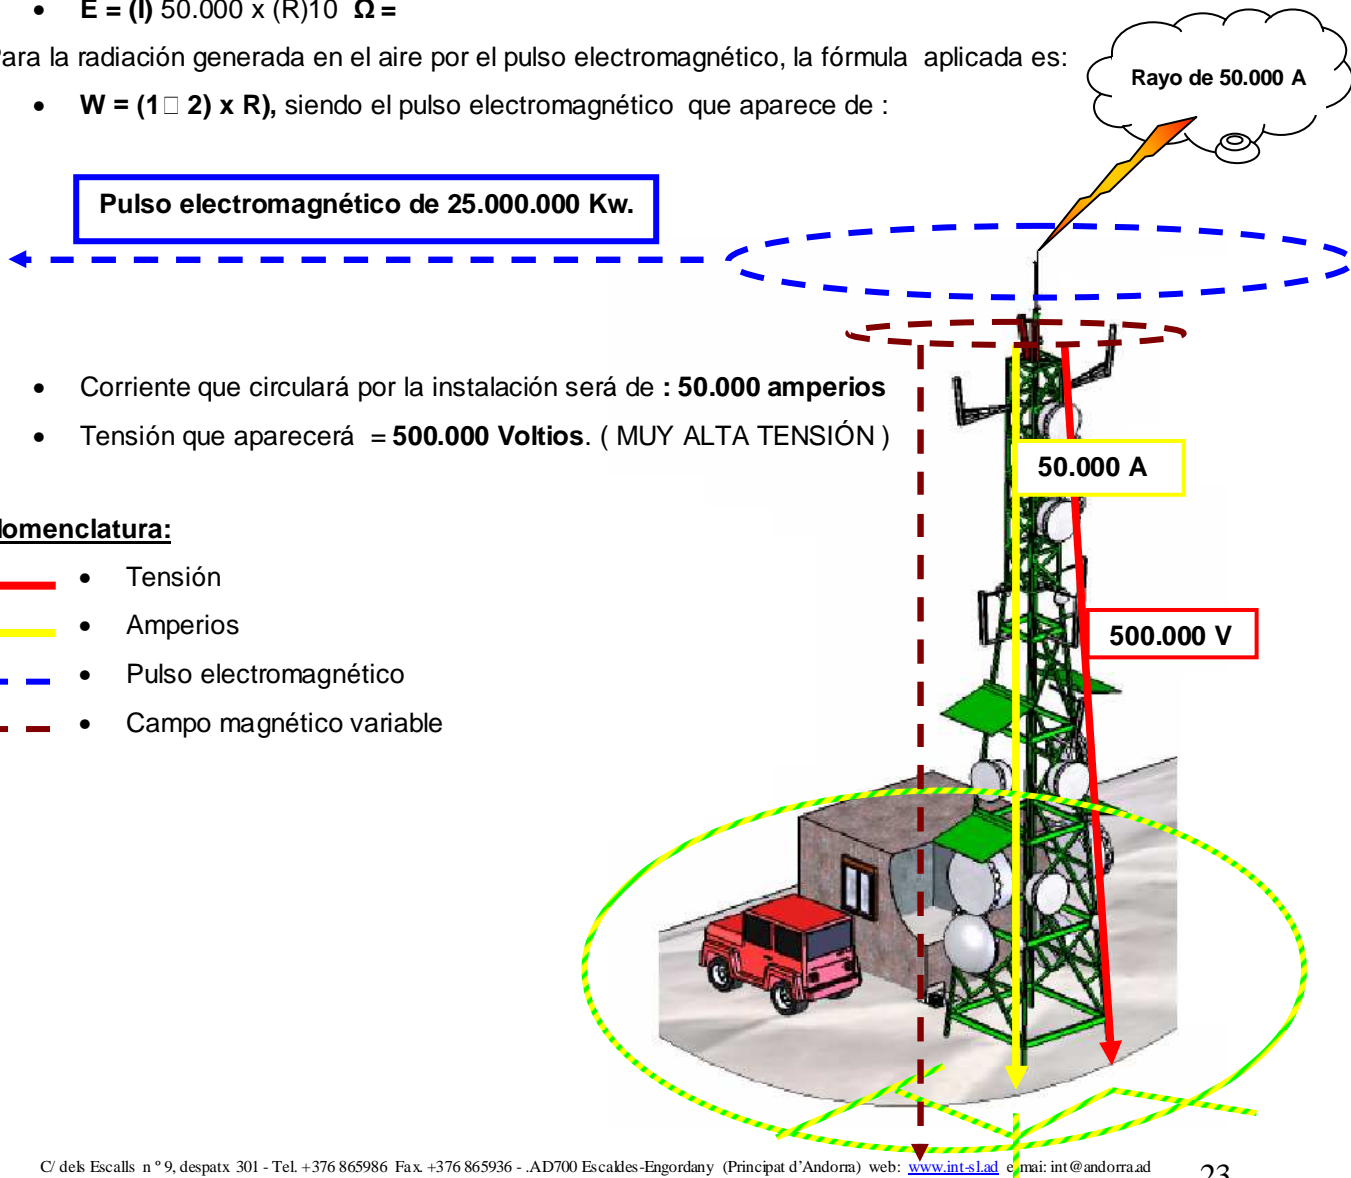 • E = (I) 50.000 x (R)10 Ω =
Para la radiación generada en el aire por el pulso electromagnético, la fórmula aplicada es:
• W = (1□ 2) x R), siendo el pulso electromagnético que aparece de :
Rayo de 50.000 A
Pulso electromagnético de 25.000.000 Kw.
• Corriente que circulará por la instalación será de : 50.000 amperios
• Tensión que aparecerá = 500.000 Voltios. ( MUY ALTA TENSIÓN )
50.000 A
Nomenclatura:
• Tensión
• Amperios
500.000 V
• Pulso electromagnético
• Campo magnético variable
C/ dels Escalls n º 9, despatx 301 - Tel. +376 865986 Fax. +376 865936 - .AD700 Escaldes-Engordany (Principat d'Andorra) web: www.int-sl.ad e mai: int@andorra.ad
23